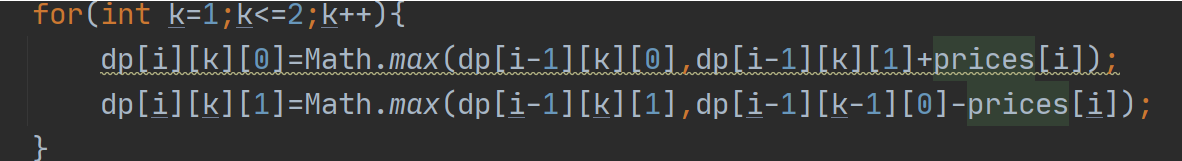 for(int k=1;k<=2;k++){
dp[i][k][0]=Math.max(dp[i-1][k][0],dp[i-1][k][1]+prices[i]);
dp[i][k][1]=Math.max(dp[i-1][k][1],dp[i-1][k-1][0]-prices[i]);
}